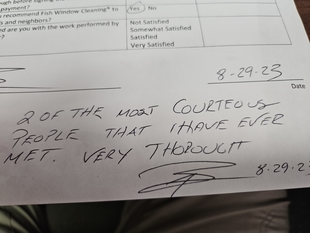 ough before signing
payment?
recommend Fish Window Cleaning® to
s and neighbors?
Yes / No
ed are you with the work performed by
?
Not Satisfied
Somewhat Satisfied
Satisfied
Very Satisfied
8-29-23
Date
2 OF THE MOST COURTEOUS
PEOPLE THAT I HAVE EVER
MET. VERY THOROUGH
8-29-23